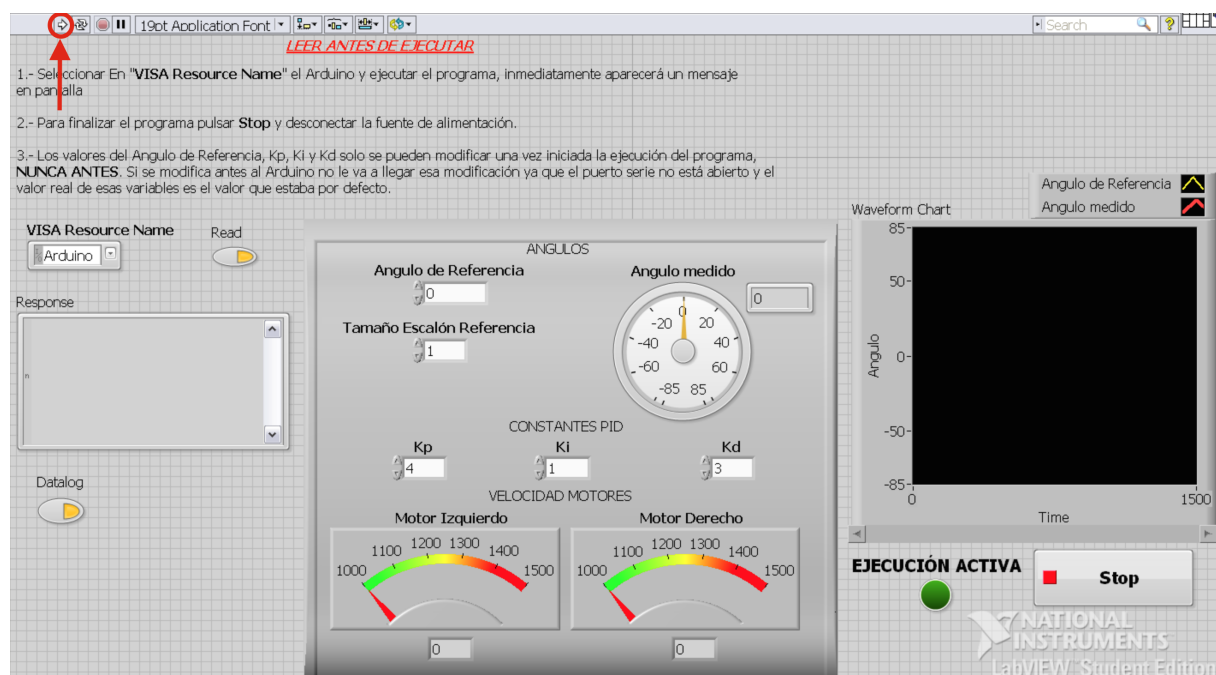 19pt Application Font
Search
LEER ANTES DE EJECUTAR
1.- Seleccionar En "VISA Resource Name" el Arduino y ejecutar el programa, inmediatamente aparecerá un mensaje
en pantalla
2.- Para finalizar el programa pulsar Stop y desconectar la fuente de alimentación.
3.- Los valores del Angulo de Referencia, Kp, Ki y Kd solo se pueden modificar una vez iniciada la ejecución del programa,
NUNCA ANTES. Si se modifica antes al Arduino no le va a llegar esa modificación ya que el puerto serie no está abierto y el
valor real de esas variables es el valor que estaba por defecto.
VISA Resource Name
Read
Arduino
Response
n
Datalog
ANGULOS
Angulo de Referencia
0
Tamaño Escalón Referencia
1
Angulo medido
0
-85 -60 -40 -20 0 20 40 60 85
CONSTANTES PID
Kp Ki Kd
4 1 3
VELOCIDAD MOTORES
Motor Izquierdo
1000 1100 1200 1300 1400 1500
0
Motor Derecho
1000 1100 1200 1300 1400 1500
0
Angulo de Referencia
Angulo medido
Waveform Chart
Angulo
85
50
0
-50
-85
0 1500
Time
EJECUCIÓN ACTIVA
Stop
NATIONAL
INSTRUMENTS
LabVIEW Student Edition